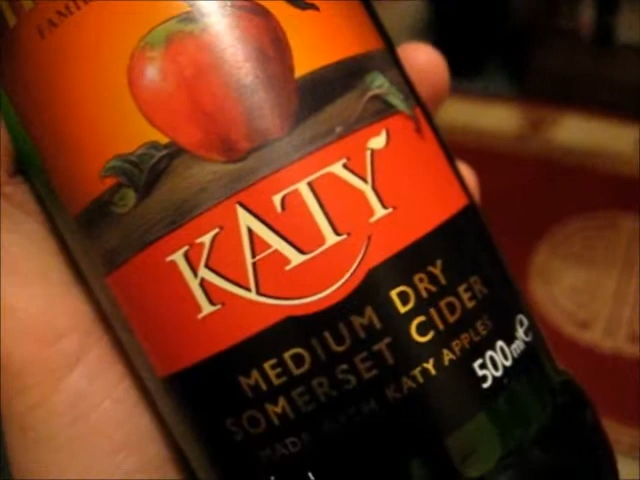 KATY
MEDIUM DRY
SOMERSET CIDER
MADE WITH KATY APPLES
500ml e